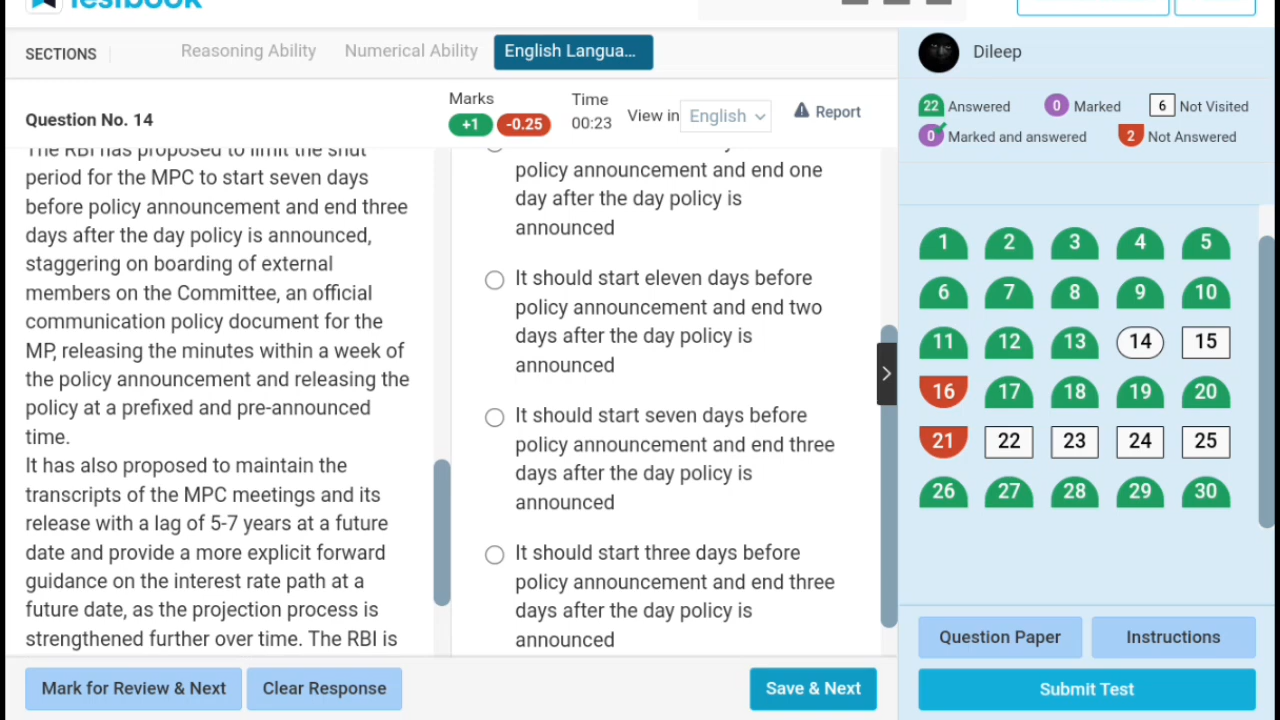 Testbook
SECTIONS
Reasoning Ability
Numerical Ability
English Langua...
Question No. 14
Marks
+1
-0.25
Time
00:23
View in
English
Report
The RBI has proposed to limit the shut
period for the MPC to start seven days
before policy announcement and end three
days after the day policy is announced,
staggering on boarding of external
members on the Committee, an official
communication policy document for the
MP, releasing the minutes within a week of
the policy announcement and releasing the
policy at a prefixed and pre-announced
time.
It has also proposed to maintain the
transcripts of the MPC meetings and its
release with a lag of 5-7 years at a future
date and provide a more explicit forward
guidance on the interest rate path at a
future date, as the projection process is
strengthened further over time. The RBI is
policy announcement and end one
day after the day policy is
announced
It should start eleven days before
policy announcement and end two
days after the day policy is
announced
It should start seven days before
policy announcement and end three
days after the day policy is
announced
It should start three days before
policy announcement and end three
days after the day policy is
announced
Mark for Review & Next
Clear Response
Save & Next
Dileep
22 Answered
0 Marked
6 Not Visited
0 Marked and answered
2 Not Answered
1 2 3 4 5
6 7 8 9 10
11 12 13 14 15
16 17 18 19 20
21 22 23 24 25
26 27 28 29 30
Question Paper
Instructions
Submit Test